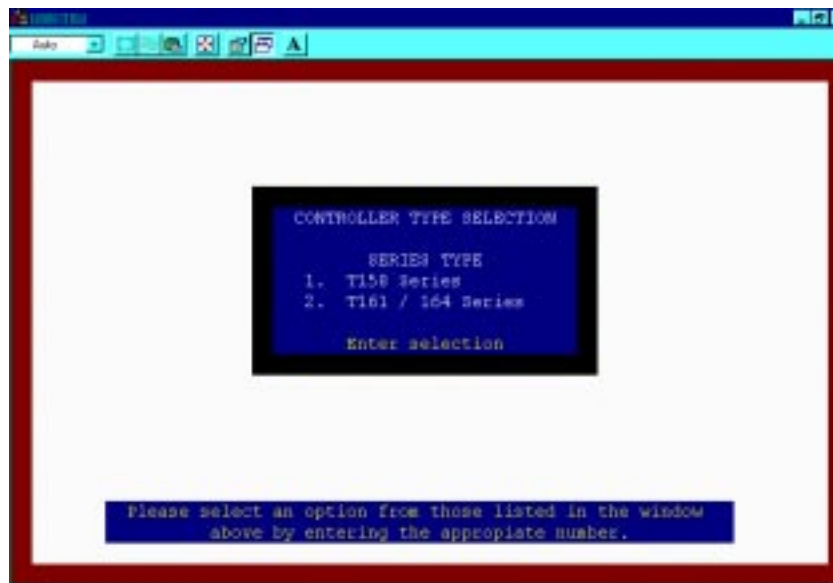 Auto
A
CONTROLLER TYPE SELECTION
SERIES TYPE
1. T158 Series
2. T161 / 164 Series
Enter selection
Please select an option from those listed in the window
above by entering the appropiate number.